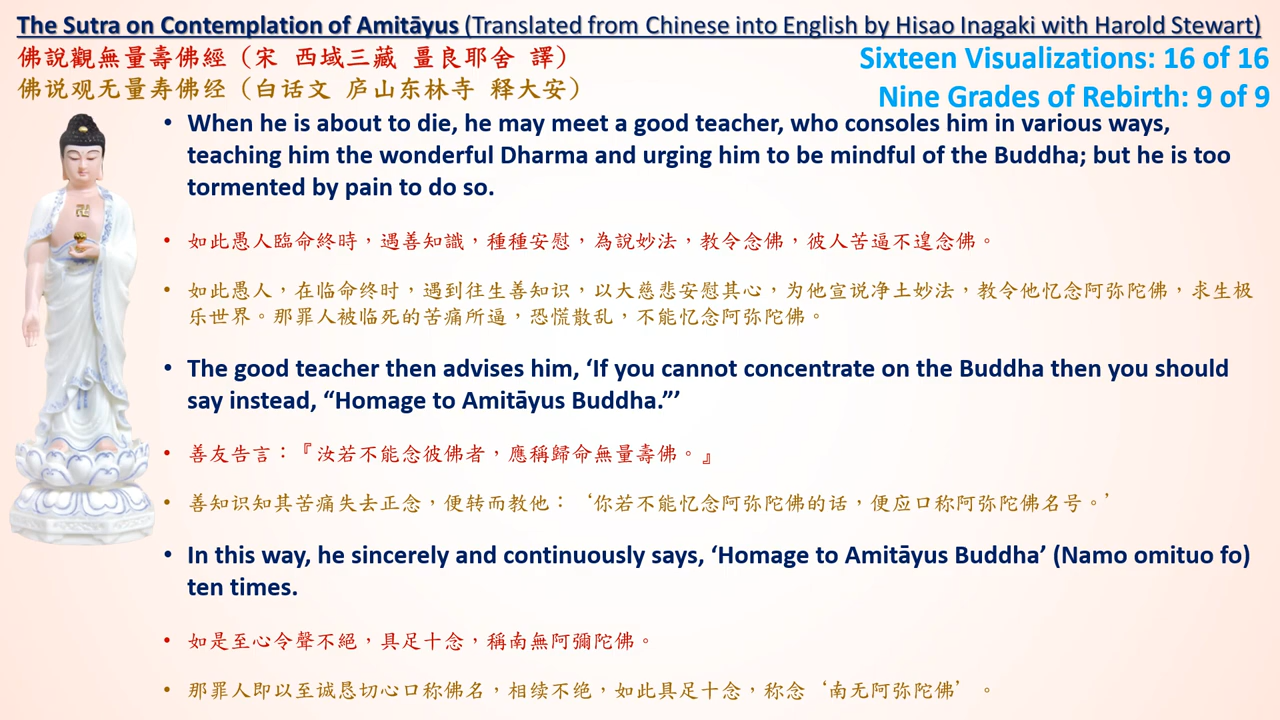 The Sutra on Contemplation of Amitāyus (Translated from Chinese into English by Hisao Inagaki with Harold Stewart)
佛說觀無量壽佛經（宋 西域三藏 畺良耶舍 譯）
佛说观无量寿佛经（白话文 庐山东林寺 释大安）
Sixteen Visualizations: 16 of 16
Nine Grades of Rebirth: 9 of 9
• When he is about to die, he may meet a good teacher, who consoles him in various ways,
teaching him the wonderful Dharma and urging him to be mindful of the Buddha; but he is too
tormented by pain to do so.
• 如此愚人臨命終時，遇善知識，種種安慰，為說妙法，教令念佛，彼人苦逼不遑念佛。
• 如此愚人，在临命终时，遇到往生善知识，以大慈悲安慰其心，为他宣说净土妙法，教令他忆念阿弥陀佛，求生极
乐世界。那罪人被临死的苦痛所逼，恐慌散乱，不能忆念阿弥陀佛。
• The good teacher then advises him, ‘If you cannot concentrate on the Buddha then you should
say instead, “Homage to Amitāyus Buddha.”’
• 善友告言：『汝若不能念彼佛者，應稱歸命無量壽佛。』
• 善知识知其苦痛失去正念，便转而教他：‘你若不能忆念阿弥陀佛的话，便应口称阿弥陀佛名号。’
• In this way, he sincerely and continuously says, ‘Homage to Amitāyus Buddha’ (Namo omituo fo)
ten times.
• 如是至心令聲不絕，具足十念，稱南無阿彌陀佛。
• 那罪人即以至诚恳切心口称佛名，相续不绝，如此具足十念，称念‘南无阿弥陀佛’。